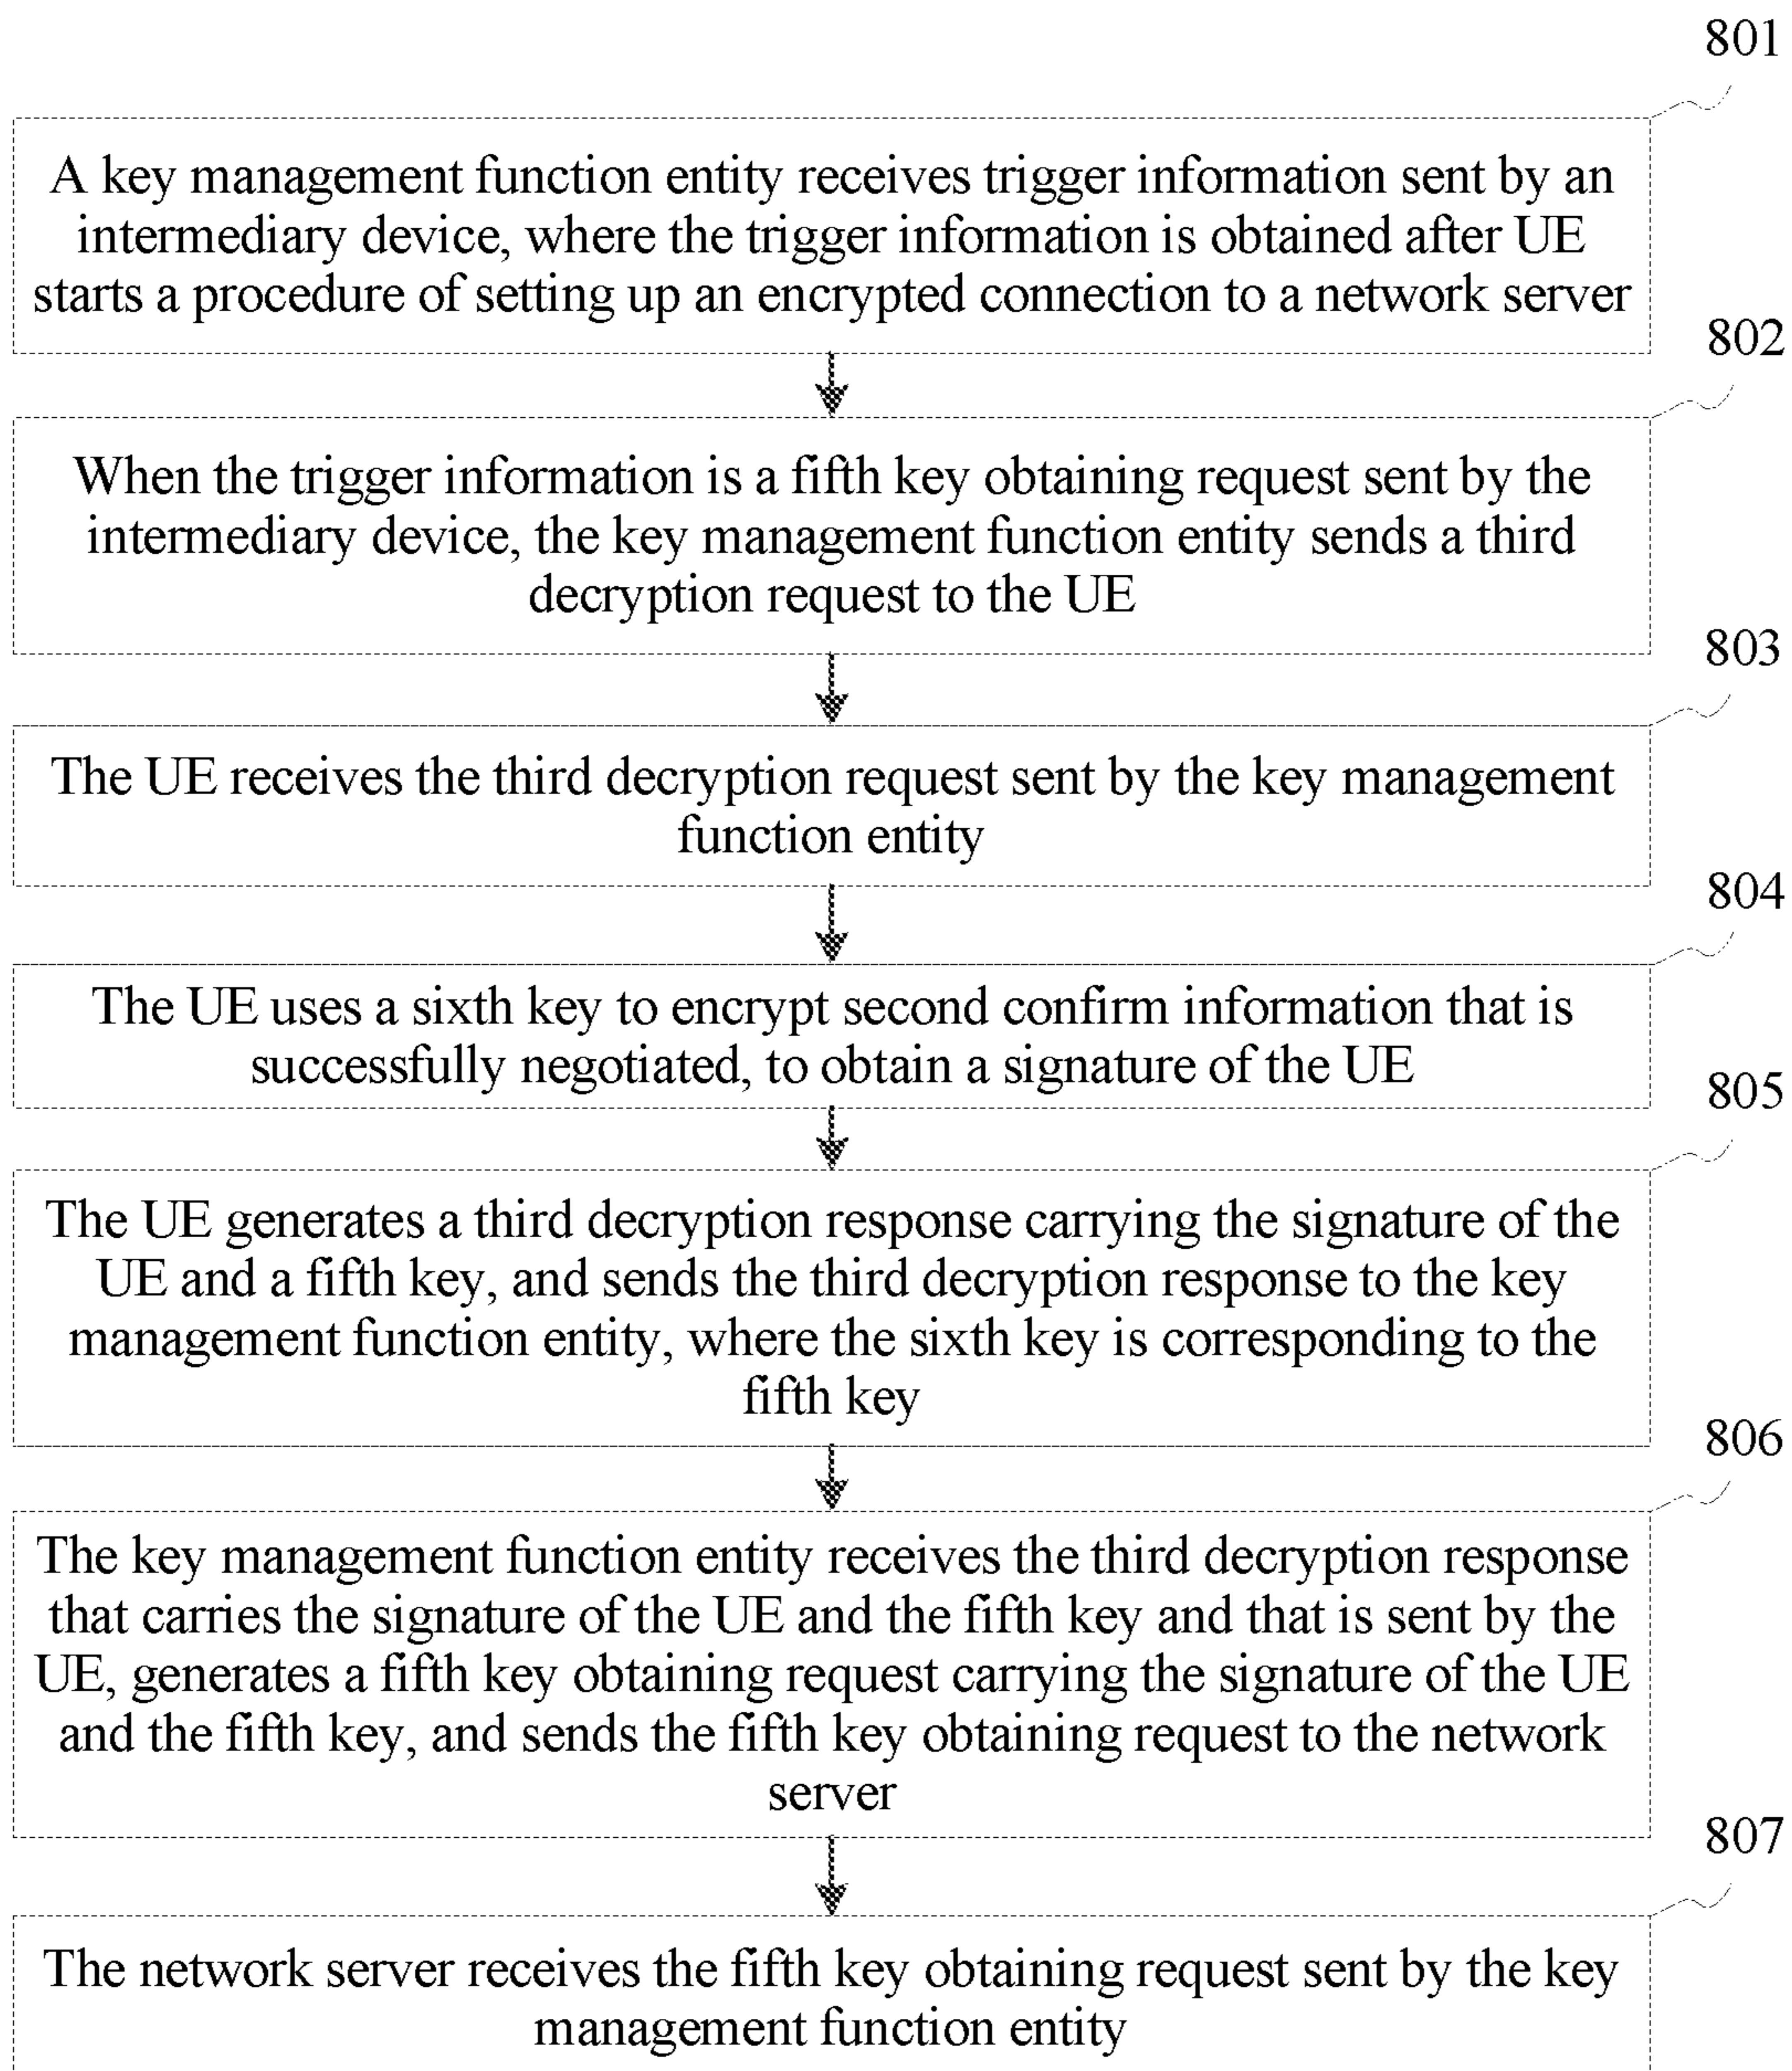 801
A key management function entity receives trigger information sent by an
intermediary device, where the trigger information is obtained after UE
starts a procedure of setting up an encrypted connection to a network server
802
When the trigger information is a fifth key obtaining request sent by the
intermediary device, the key management function entity sends a third
decryption request to the UE
803
The UE receives the third decryption request sent by the key management
function entity
804
The UE uses a sixth key to encrypt second confirm information that is
successfully negotiated, to obtain a signature of the UE
805
The UE generates a third decryption response carrying the signature of the
UE and a fifth key, and sends the third decryption response to the key
management function entity, where the sixth key is corresponding to the
fifth key
806
The key management function entity receives the third decryption response
that carries the signature of the UE and the fifth key and that is sent by the
UE, generates a fifth key obtaining request carrying the signature of the UE
and the fifth key, and sends the fifth key obtaining request to the network
server
807
The network server receives the fifth key obtaining request sent by the key
management function entity